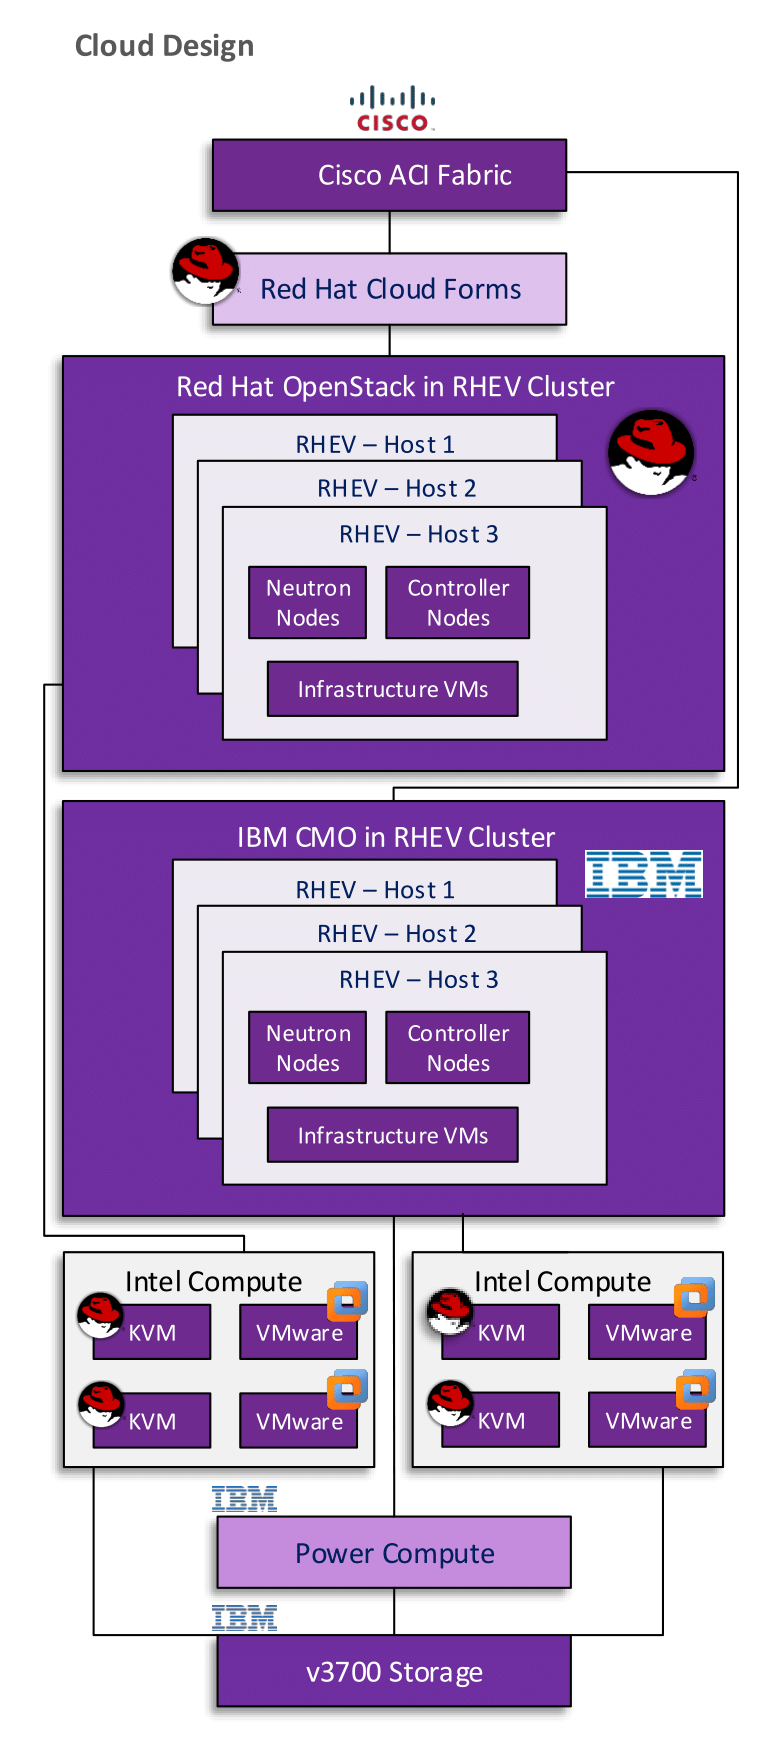 Cloud Design
CISCO
Cisco ACI Fabric
Red Hat Cloud Forms
Red Hat OpenStack in RHEV Cluster
RHEV – Host 1
RHEV – Host 2
RHEV – Host 3
Neutron
Nodes
Controller
Nodes
Infrastructure VMs
IBM CMO in RHEV Cluster
IBM
RHEV – Host 1
RHEV – Host 2
RHEV – Host 3
Neutron
Nodes
Controller
Nodes
Infrastructure VMs
Intel Compute
KVM
VMware
KVM
VMware
Intel Compute
KVM
VMware
KVM
VMware
IBM
Power Compute
IBM
v3700 Storage